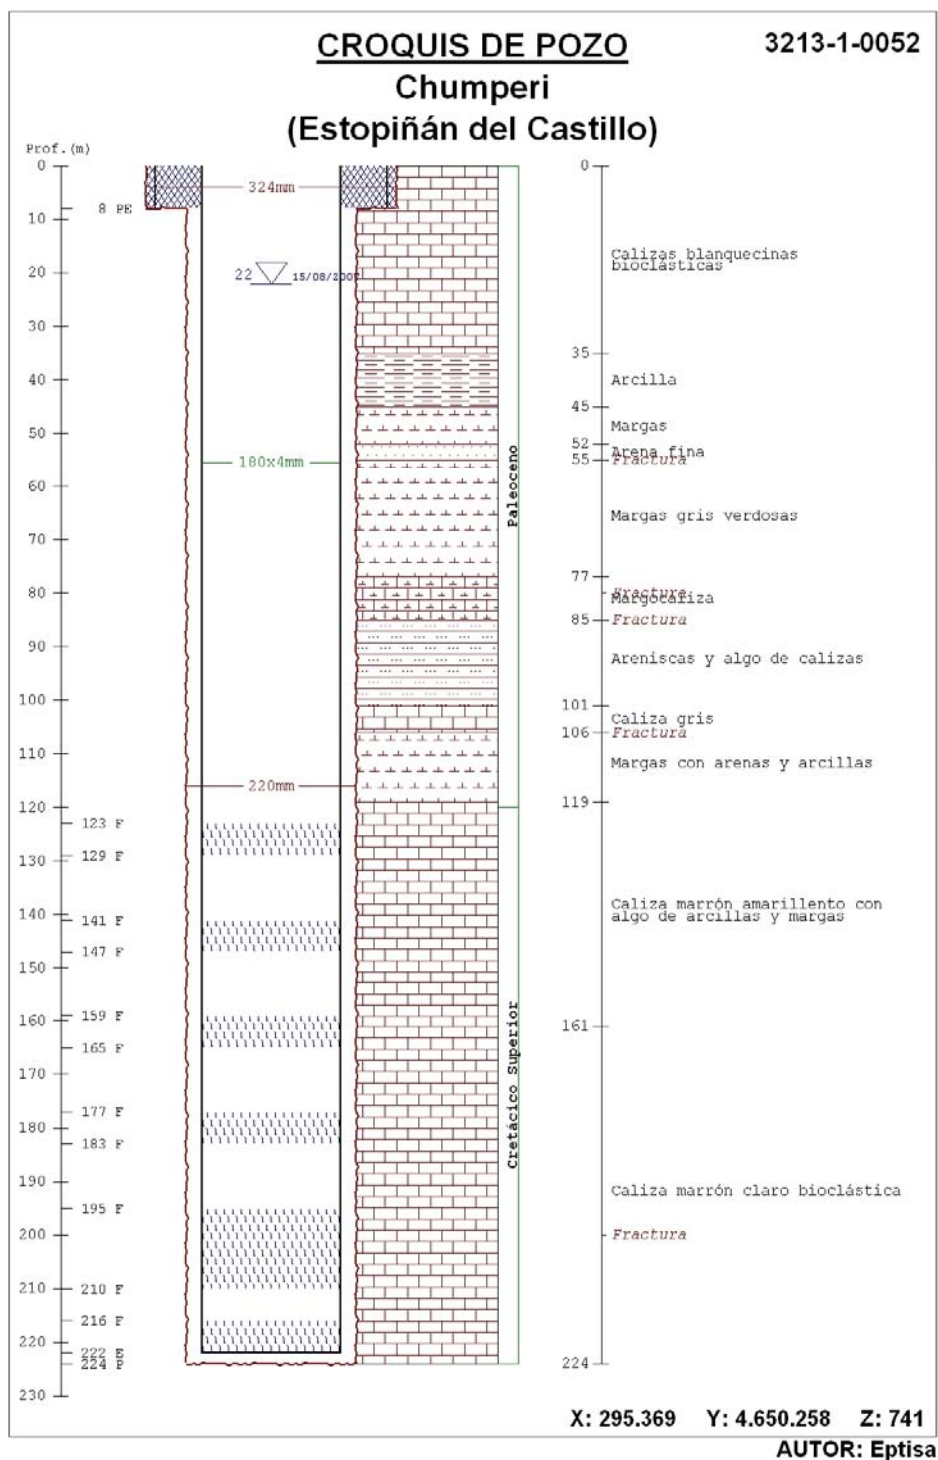 CROQUIS DE POZO
3213-1-0052
Chumperi
(Estopiñán del Castillo)
Prof.(m)
0
10
20
30
40
50
60
70
80
90
100
110
120
130
140
150
160
170
180
190
200
210
220
230
8 PE
123 F
129 F
141 F
147 F
159 F
165 F
177 F
183 F
195 F
210 F
216 F
222 E
224 P
324mm
22
15/08/2007
180x4mm
220mm
Paleoceno
Cretácico Superior
0
Calizas blanquecinas
bioclásticas
35
Arcilla
45
Margas
52
Arena fina
55
Fractura
Margas gris verdosas
77
Fractura
Margocaliza
85
Fractura
Areniscas y algo de calizas
101
Caliza gris
106
Fractura
Margas con arenas y arcillas
119
Caliza marrón amarillento con
algo de arcillas y margas
161
Caliza marrón claro bioclástica
Fractura
224
X: 295.369 Y: 4.650.258 Z: 741
AUTOR: Eptisa